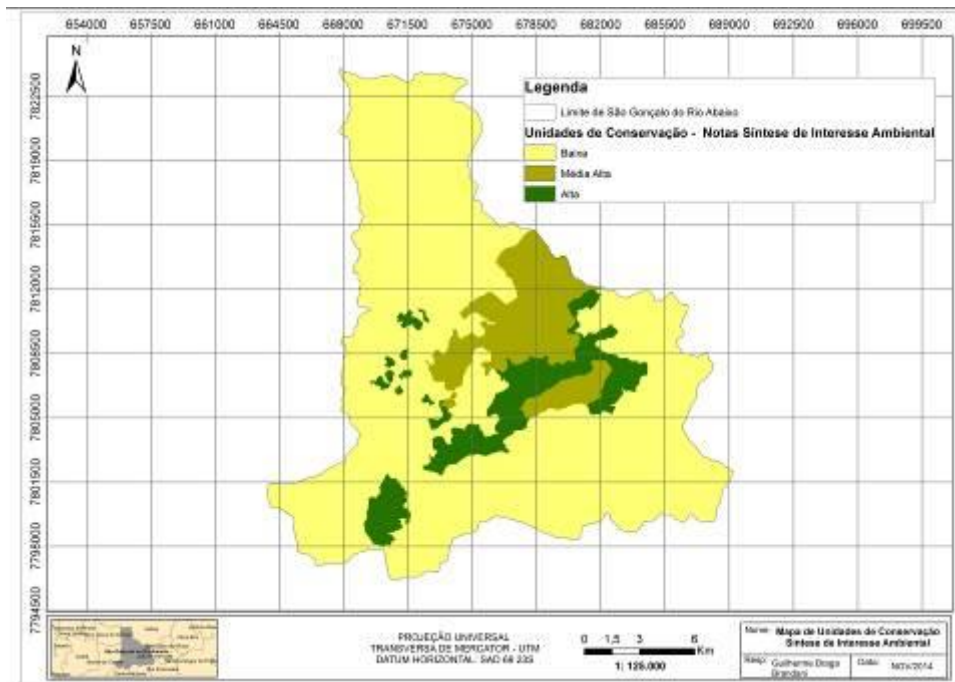 654000 657500 661000 664500 668000 671500 675000 678500 682000 685500 689000 692500 696000 699500
N
7822500
7819000
7815500
7812000
7808500
7805000
7801500
7798000
7794500
Legenda
Limite de São Gonçalo do Rio Abaixo
Unidades de Conservação - Notas Síntese de Interesse Ambiental
Baixa
Média Alta
Alta
PROJEÇÃO UNIVERSAL
TRANSVERSA DE MERCATOR - UTM
DATUM HORIZONTAL: SAD 69 23S
0 1,5 3 6
Km
1: 125.000
Nome: Mapa de Unidades de Conservação
Síntese de Interesse Ambiental
Resp: Guilherme Braga
Data: NOV/2014